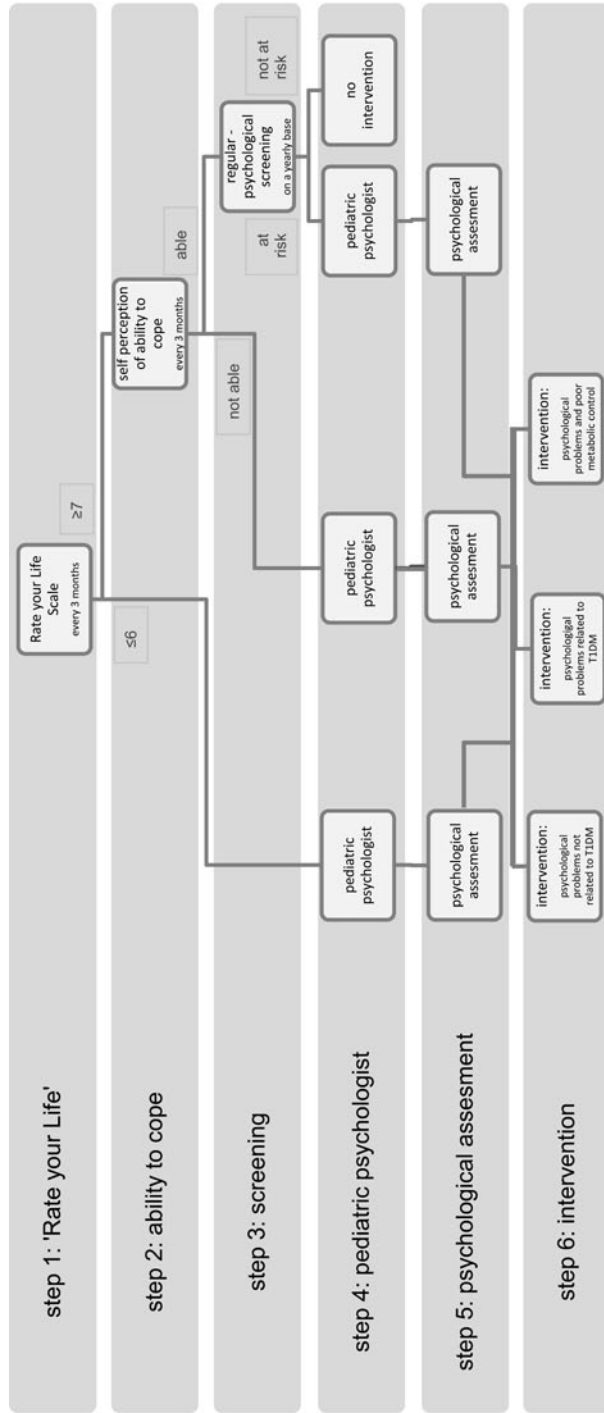 step 1: 'Rate your Life'
Rate your Life
Scale
every 3 months
≤6
≥7
step 2: ability to cope
self perception
of ability to
cope
every 3 months
not able
able
step 3: screening
regular -
psychological
screening
on a yearly base
at
risk
not at
risk
step 4: pediatric psychologist
pediatric
psychologist
pediatric
psychologist
pediatric
psychologist
no
intervention
step 5: psychological assesment
psychological
assesment
psychological
assesment
psychological
assesment
step 6: intervention
intervention:
psychological
problems not
related to T1DM
intervention:
psychologigal
problems related to
T1DM
intervention:
psychological
problems and poor
metabolic control